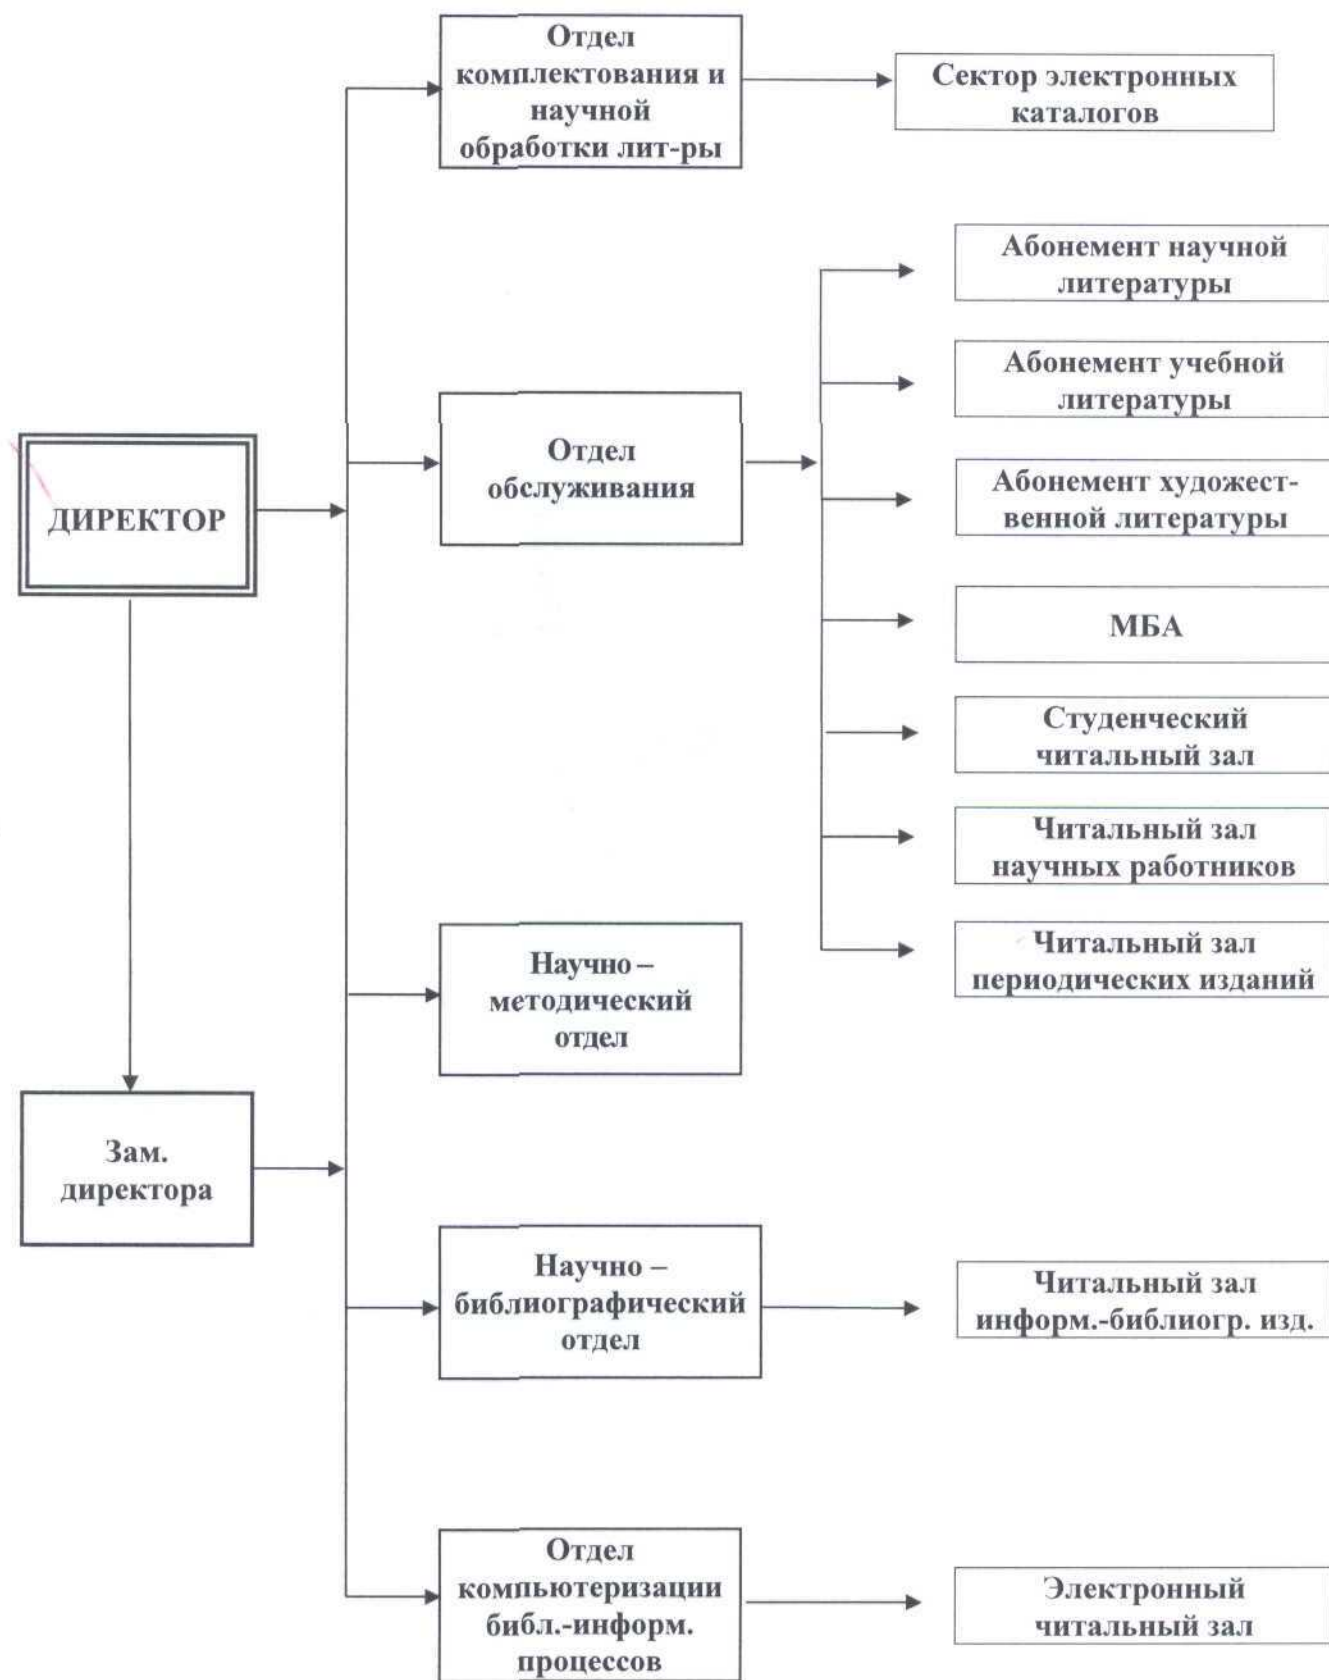 Отдел
комплектования и
научной
обработки лит-ры
Сектор электронных
каталогов
Абонемент научной
литературы
Абонемент учебной
литературы
Абонемент художест-
венной литературы
МБА
Студенческий
читальный зал
Читальный зал
научных работников
Читальный зал
периодических изданий
ДИРЕКТОР
Отдел
обслуживания
Научно –
методический
отдел
Зам.
директора
Научно –
библиографический
отдел
Читальный зал
информ.-библиогр. изд.
Отдел
компьютеризации
библ.-информ.
процессов
Электронный
читальный зал